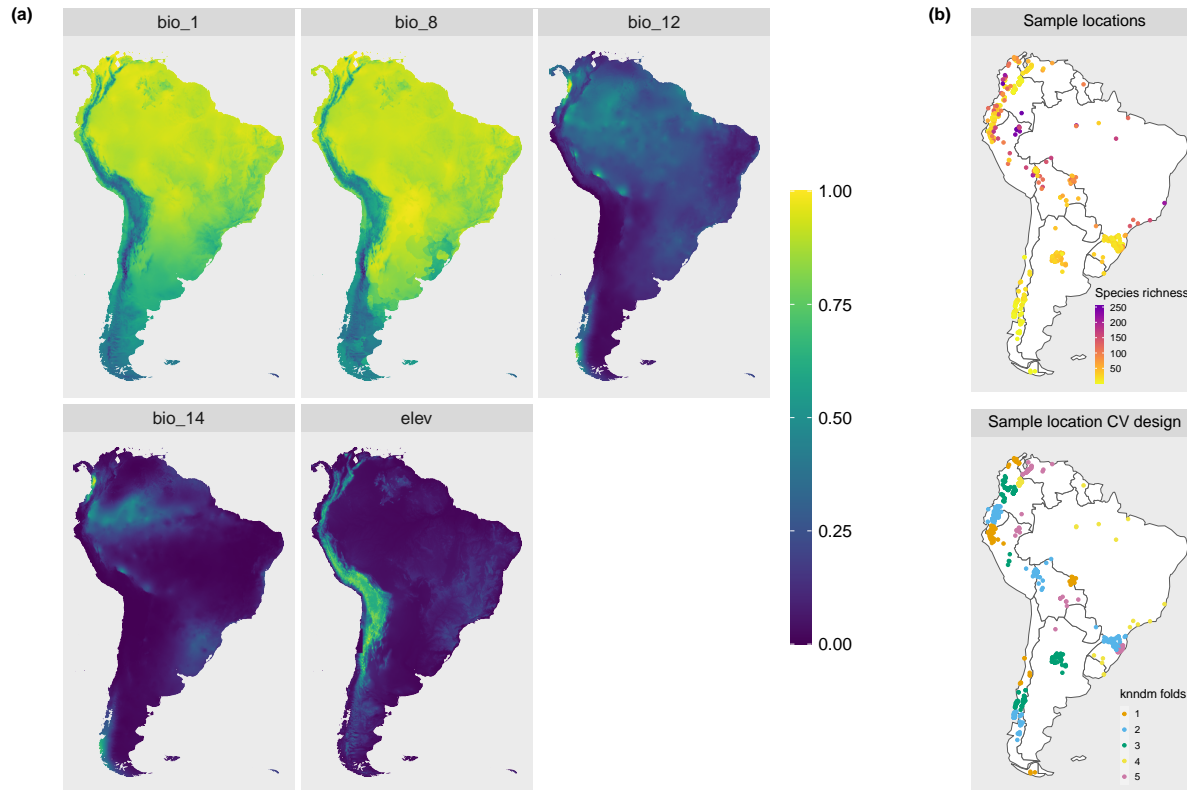 (a)
bio_1
bio_8
bio_12
bio_14
elev
1.00
0.75
0.50
0.25
0.00
(b)
Sample locations
Species richness
250
200
150
100
50
Sample location CV design
knndm folds
1
2
3
4
5